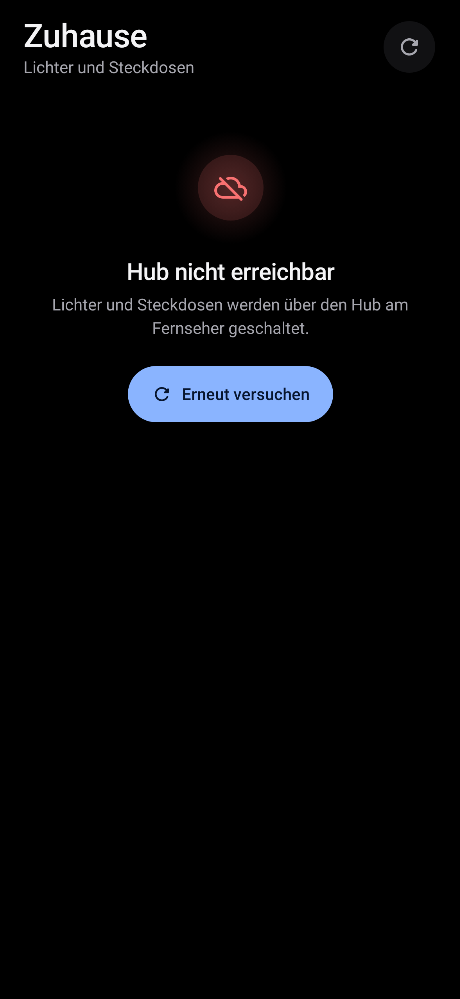 Zuhause
Lichter und Steckdosen
Hub nicht erreichbar
Lichter und Steckdosen werden über den Hub am
Fernseher geschaltet.
Erneut versuchen